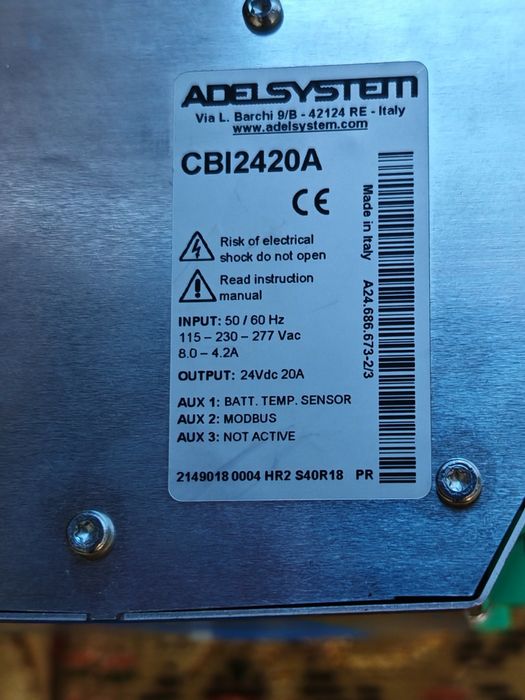 ADELSYSTEM
Via L. Barchi 9/B - 42124 RE - Italy
www.adelsystem.com
CBI2420A
CE
Risk of electrical
shock do not open
Read instruction
manual
INPUT: 50 / 60 Hz
115 – 230 – 277 Vac
8.0 – 4.2A
OUTPUT: 24Vdc 20A
AUX 1: BATT. TEMP. SENSOR
AUX 2: MODBUS
AUX 3: NOT ACTIVE
2149018 0004 HR2 S40R18 PR
Made in Italy A24.686.673-2/3